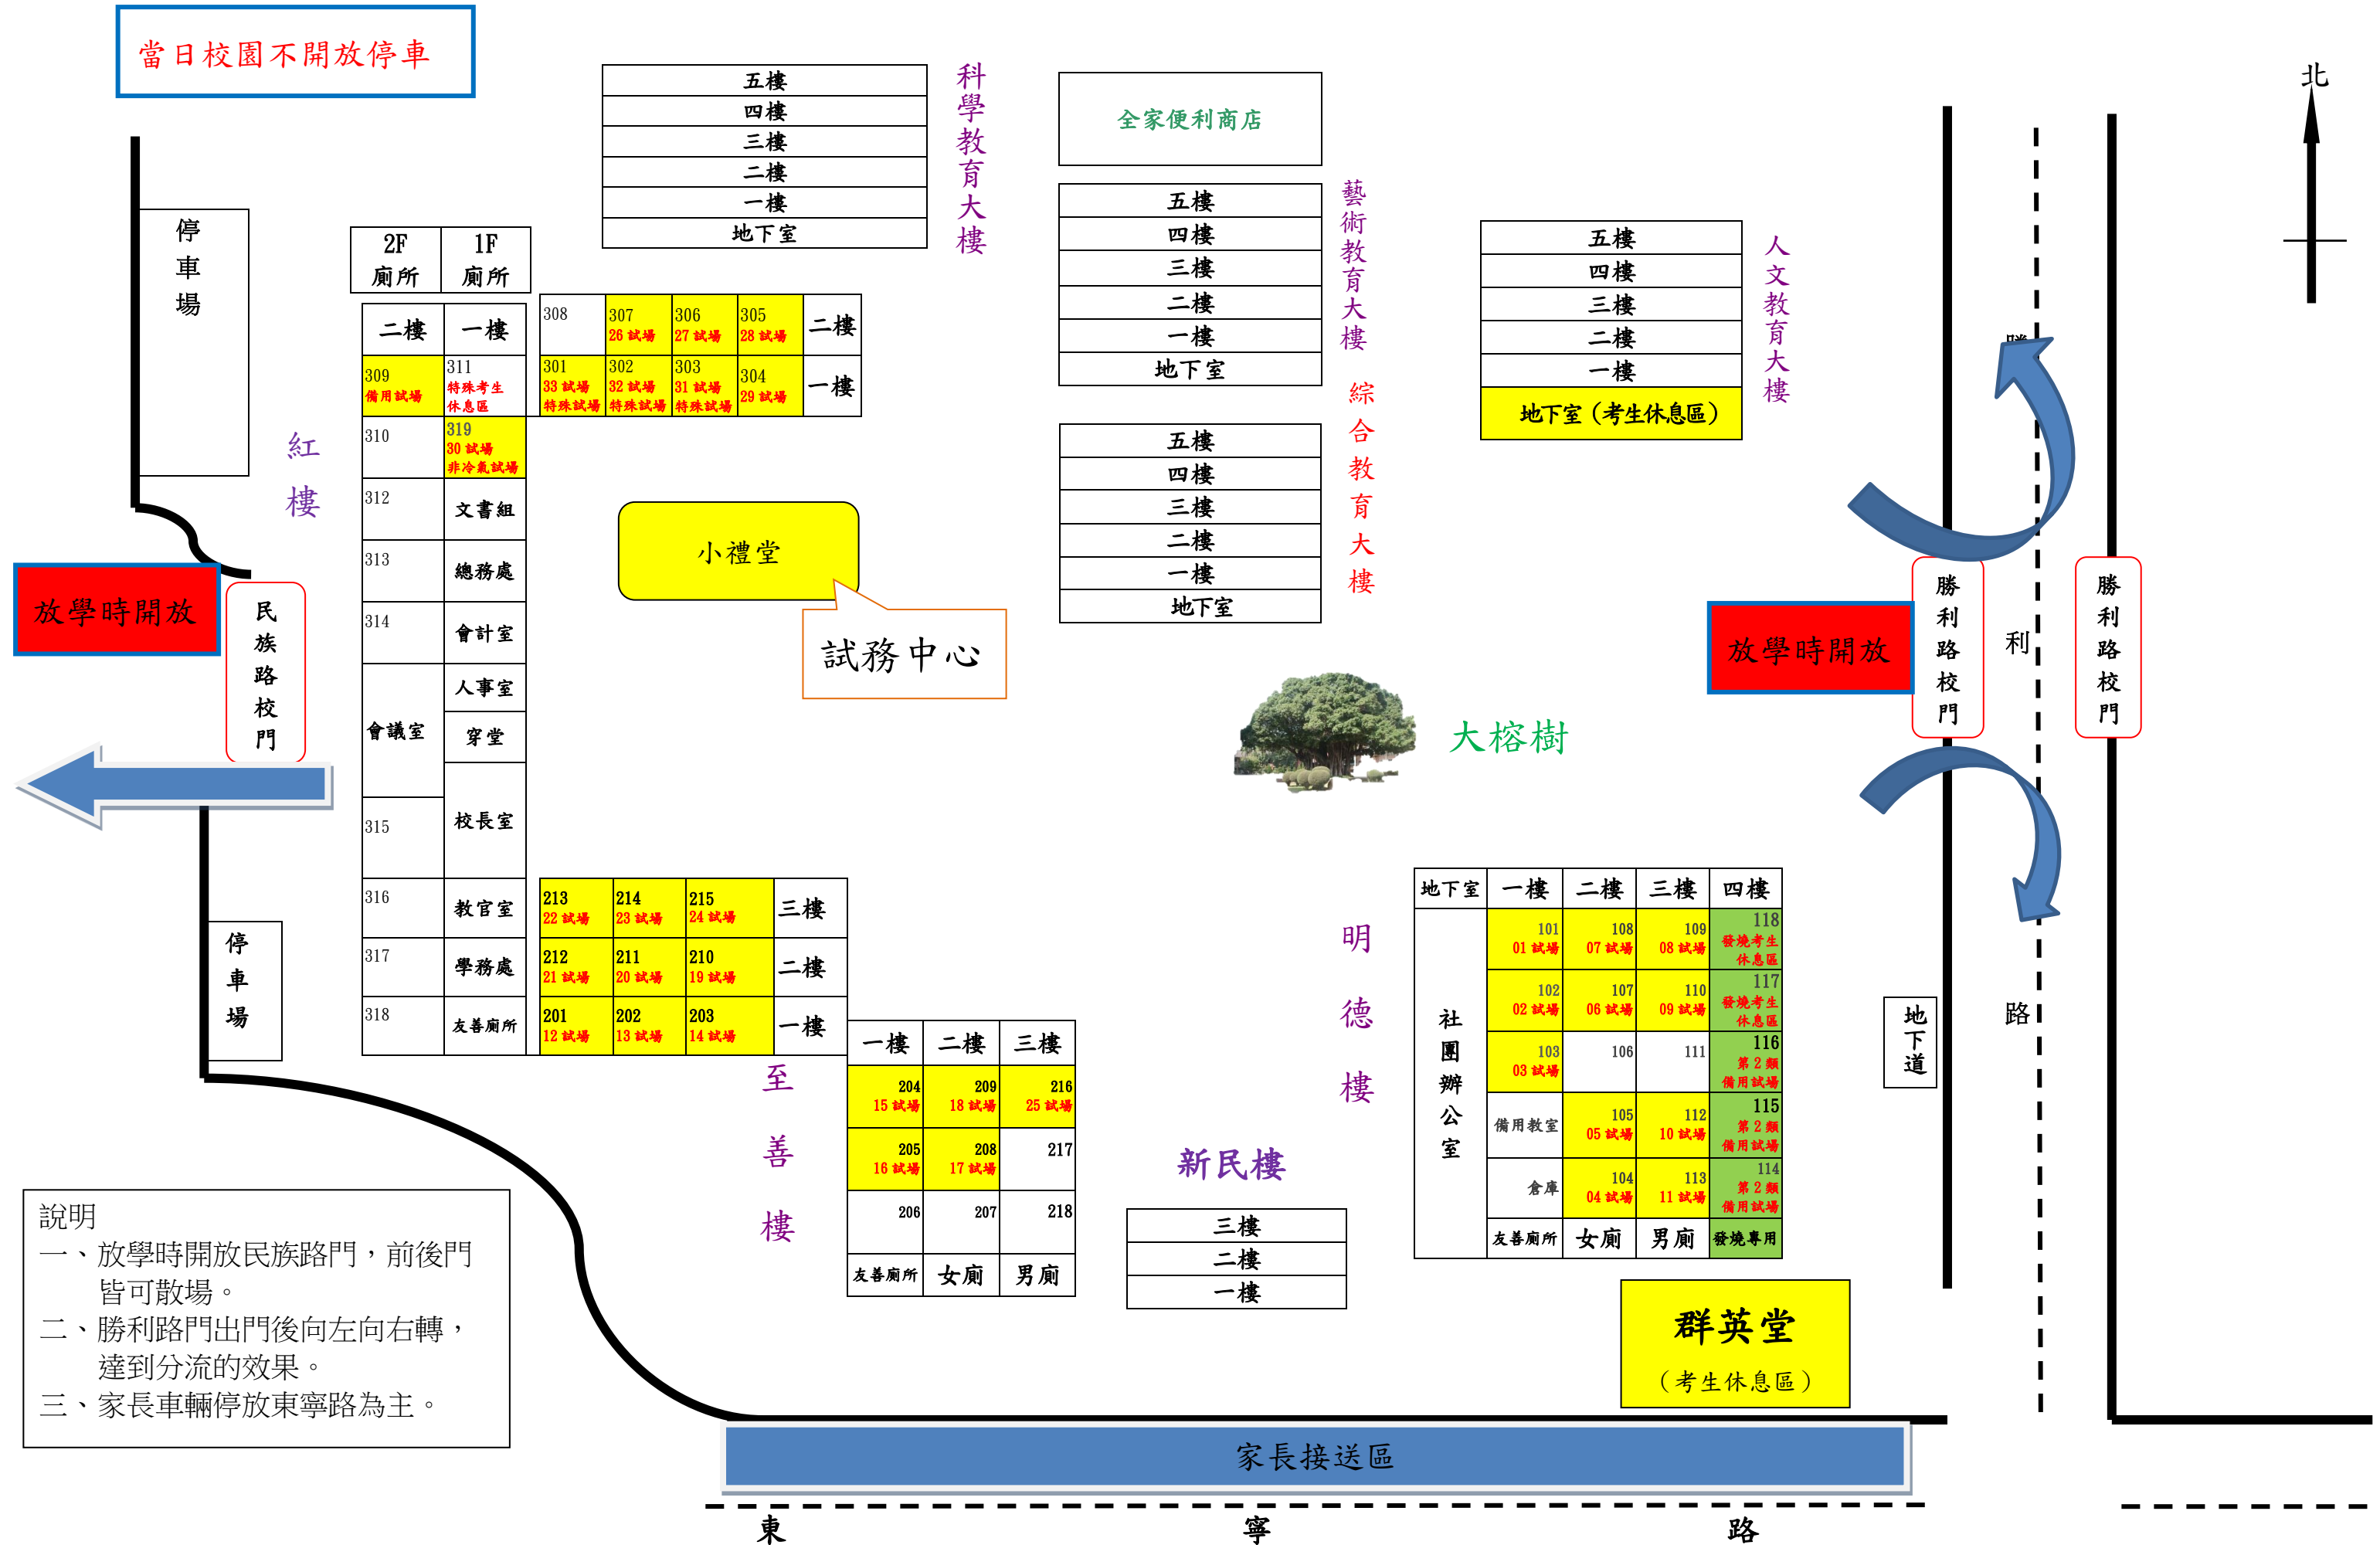 當日校園不開放停車
北
停車場
2F
廁所
1F
廁所
五樓
四樓
三樓
二樓
一樓
地下室
科學教育大樓
全家便利商店
五樓
四樓
三樓
二樓
一樓
地下室
藝術教育大樓
五樓
四樓
三樓
二樓
一樓
地下室（考生休息區）
人文教育大樓
308
307
26 試場
306
27 試場
305
28 試場
二樓
301
33 試場
特殊試場
302
32 試場
特殊試場
303
31 試場
特殊試場
304
29 試場
一樓
紅樓
二樓
一樓
309
備用試場
311
特殊考生
休息區
310
319
30 試場
非冷氣試場
312
文書組
313
總務處
314
會計室
會議室
人事室
穿堂
315
校長室
316
教官室
317
學務處
318
友善廁所
小禮堂
試務中心
五樓
四樓
三樓
二樓
一樓
地下室
綜合教育大樓
放學時開放
民族路校門
大榕樹
放學時開放
勝利路校門
利
路
勝利路校門
停車場
213
22 試場
214
23 試場
215
24 試場
三樓
212
21 試場
211
20 試場
210
19 試場
二樓
201
12 試場
202
13 試場
203
14 試場
一樓
至善樓
一樓
二樓
三樓
204
15 試場
209
18 試場
216
25 試場
205
16 試場
208
17 試場
217
206
207
218
友善廁所
女廁
男廁
新民樓
三樓
二樓
一樓
明德樓
地下室
一樓
二樓
三樓
四樓
社團辦公室
101
01 試場
108
07 試場
109
08 試場
118
發燒考生
休息區
102
02 試場
107
06 試場
110
09 試場
117
發燒考生
休息區
103
03 試場
106
111
116
第 2 類
備用試場
備用教室
105
05 試場
112
10 試場
115
第 2 類
備用試場
倉庫
104
04 試場
113
11 試場
114
第 2 類
備用試場
友善廁所
女廁
男廁
發燒專用
地下道
群英堂
（考生休息區）
說明
一、放學時開放民族路門，前後門
皆可散場。
二、勝利路門出門後向左向右轉，
達到分流的效果。
三、家長車輛停放東寧路為主。
家長接送區
東寧路